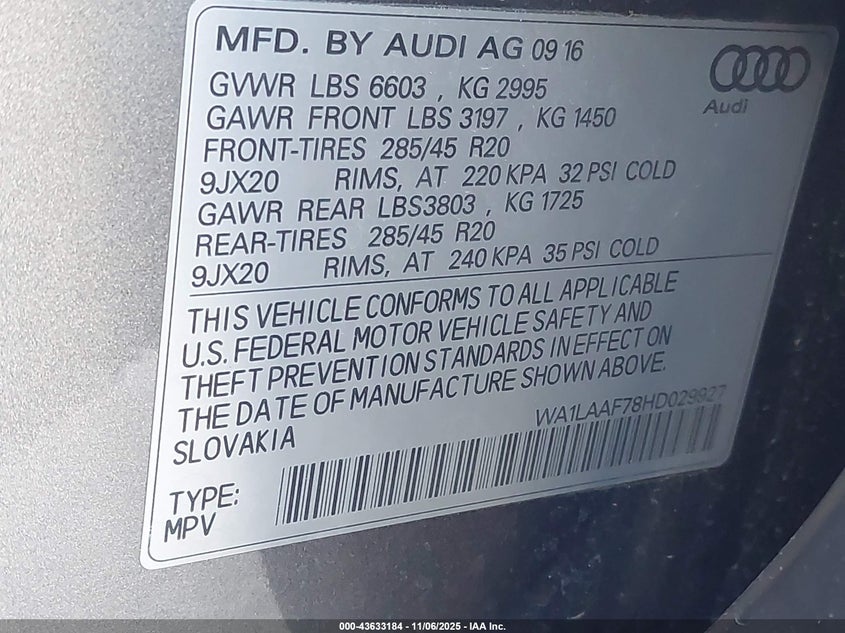 MFD. BY AUDI AG 09 16
Audi
GVWR LBS 6603 , KG 2995
GAWR FRONT LBS 3197 , KG 1450
FRONT-TIRES 285/45 R20
9JX20 RIMS, AT 220 KPA 32 PSI COLD
GAWR REAR LBS3803 , KG 1725
REAR-TIRES 285/45 R20
9JX20 RIMS, AT 240 KPA 35 PSI COLD
THIS VEHICLE CONFORMS TO ALL APPLICABLE
U.S. FEDERAL MOTOR VEHICLE SAFETY AND
THEFT PREVENTION STANDARDS IN EFFECT ON
THE DATE OF MANUFACTURE SHOWN ABOVE.
SLOVAKIA
WA1LAAF78HD029927
TYPE:
MPV
000-43633184 - 11/06/2025 - IAA Inc.